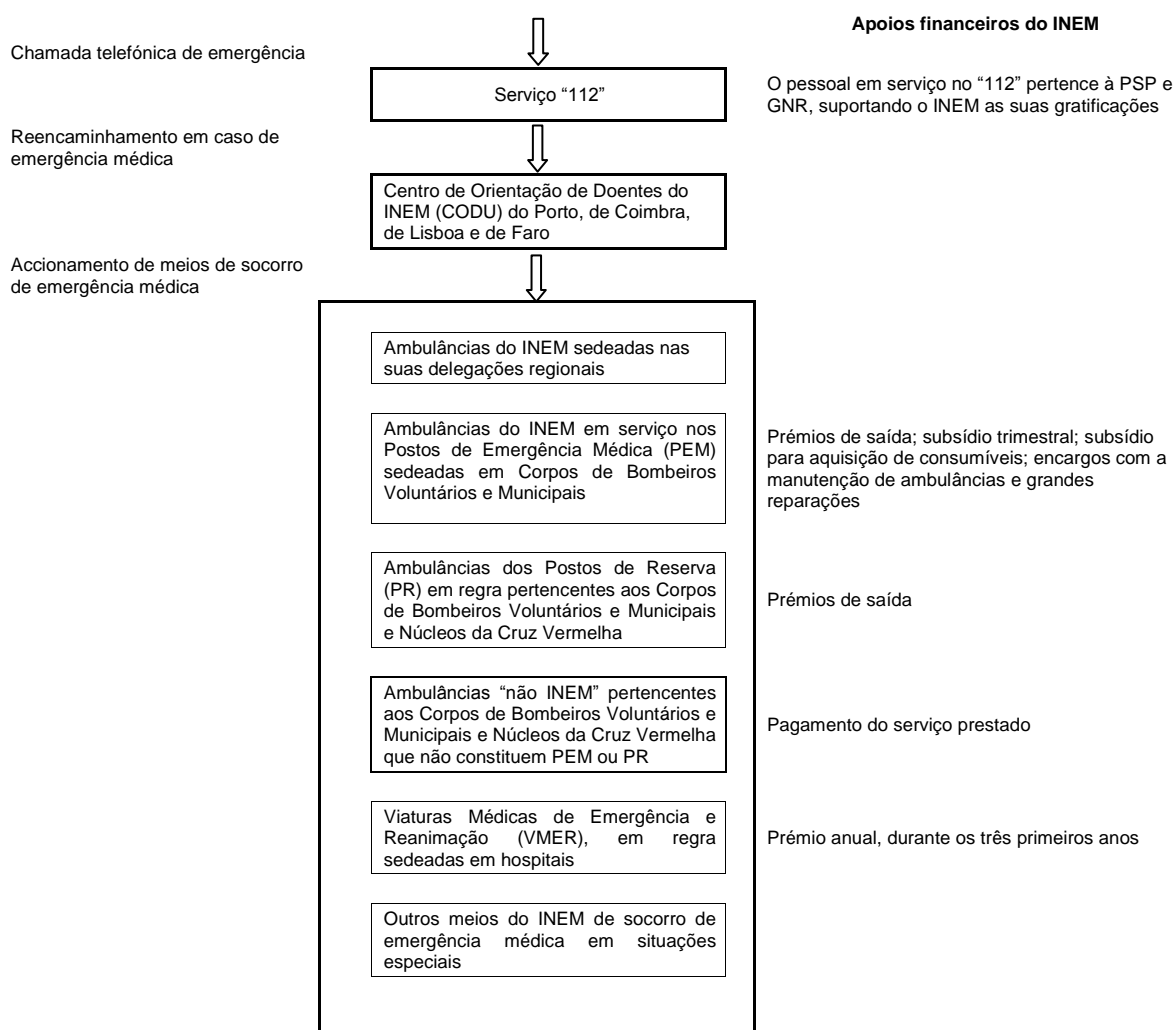 Apoios financeiros do INEM
Chamada telefónica de emergência
Serviço “112”
O pessoal em serviço no “112” pertence à PSP e
GNR, suportando o INEM as suas gratificações
Reencaminhamento em caso de
emergência médica
Centro de Orientação de Doentes do
INEM (CODU) do Porto, de Coimbra,
de Lisboa e de Faro
Accionamento de meios de socorro
de emergência médica
Ambulâncias do INEM sedeadas nas
suas delegações regionais
Ambulâncias do INEM em serviço nos
Postos de Emergência Médica (PEM)
sedeadas em Corpos de Bombeiros
Voluntários e Municipais
Prémios de saída; subsídio trimestral; subsídio
para aquisição de consumíveis; encargos com a
manutenção de ambulâncias e grandes
reparações
Ambulâncias dos Postos de Reserva
(PR) em regra pertencentes aos Corpos
de Bombeiros Voluntários e Municipais
e Núcleos da Cruz Vermelha
Prémios de saída
Ambulâncias “não INEM” pertencentes
aos Corpos de Bombeiros Voluntários e
Municipais e Núcleos da Cruz Vermelha
que não constituem PEM ou PR
Pagamento do serviço prestado
Viaturas Médicas de Emergência e
Reanimação (VMER), em regra
sedeadas em hospitais
Prémio anual, durante os três primeiros anos
Outros meios do INEM de socorro de
emergência médica em situações
especiais